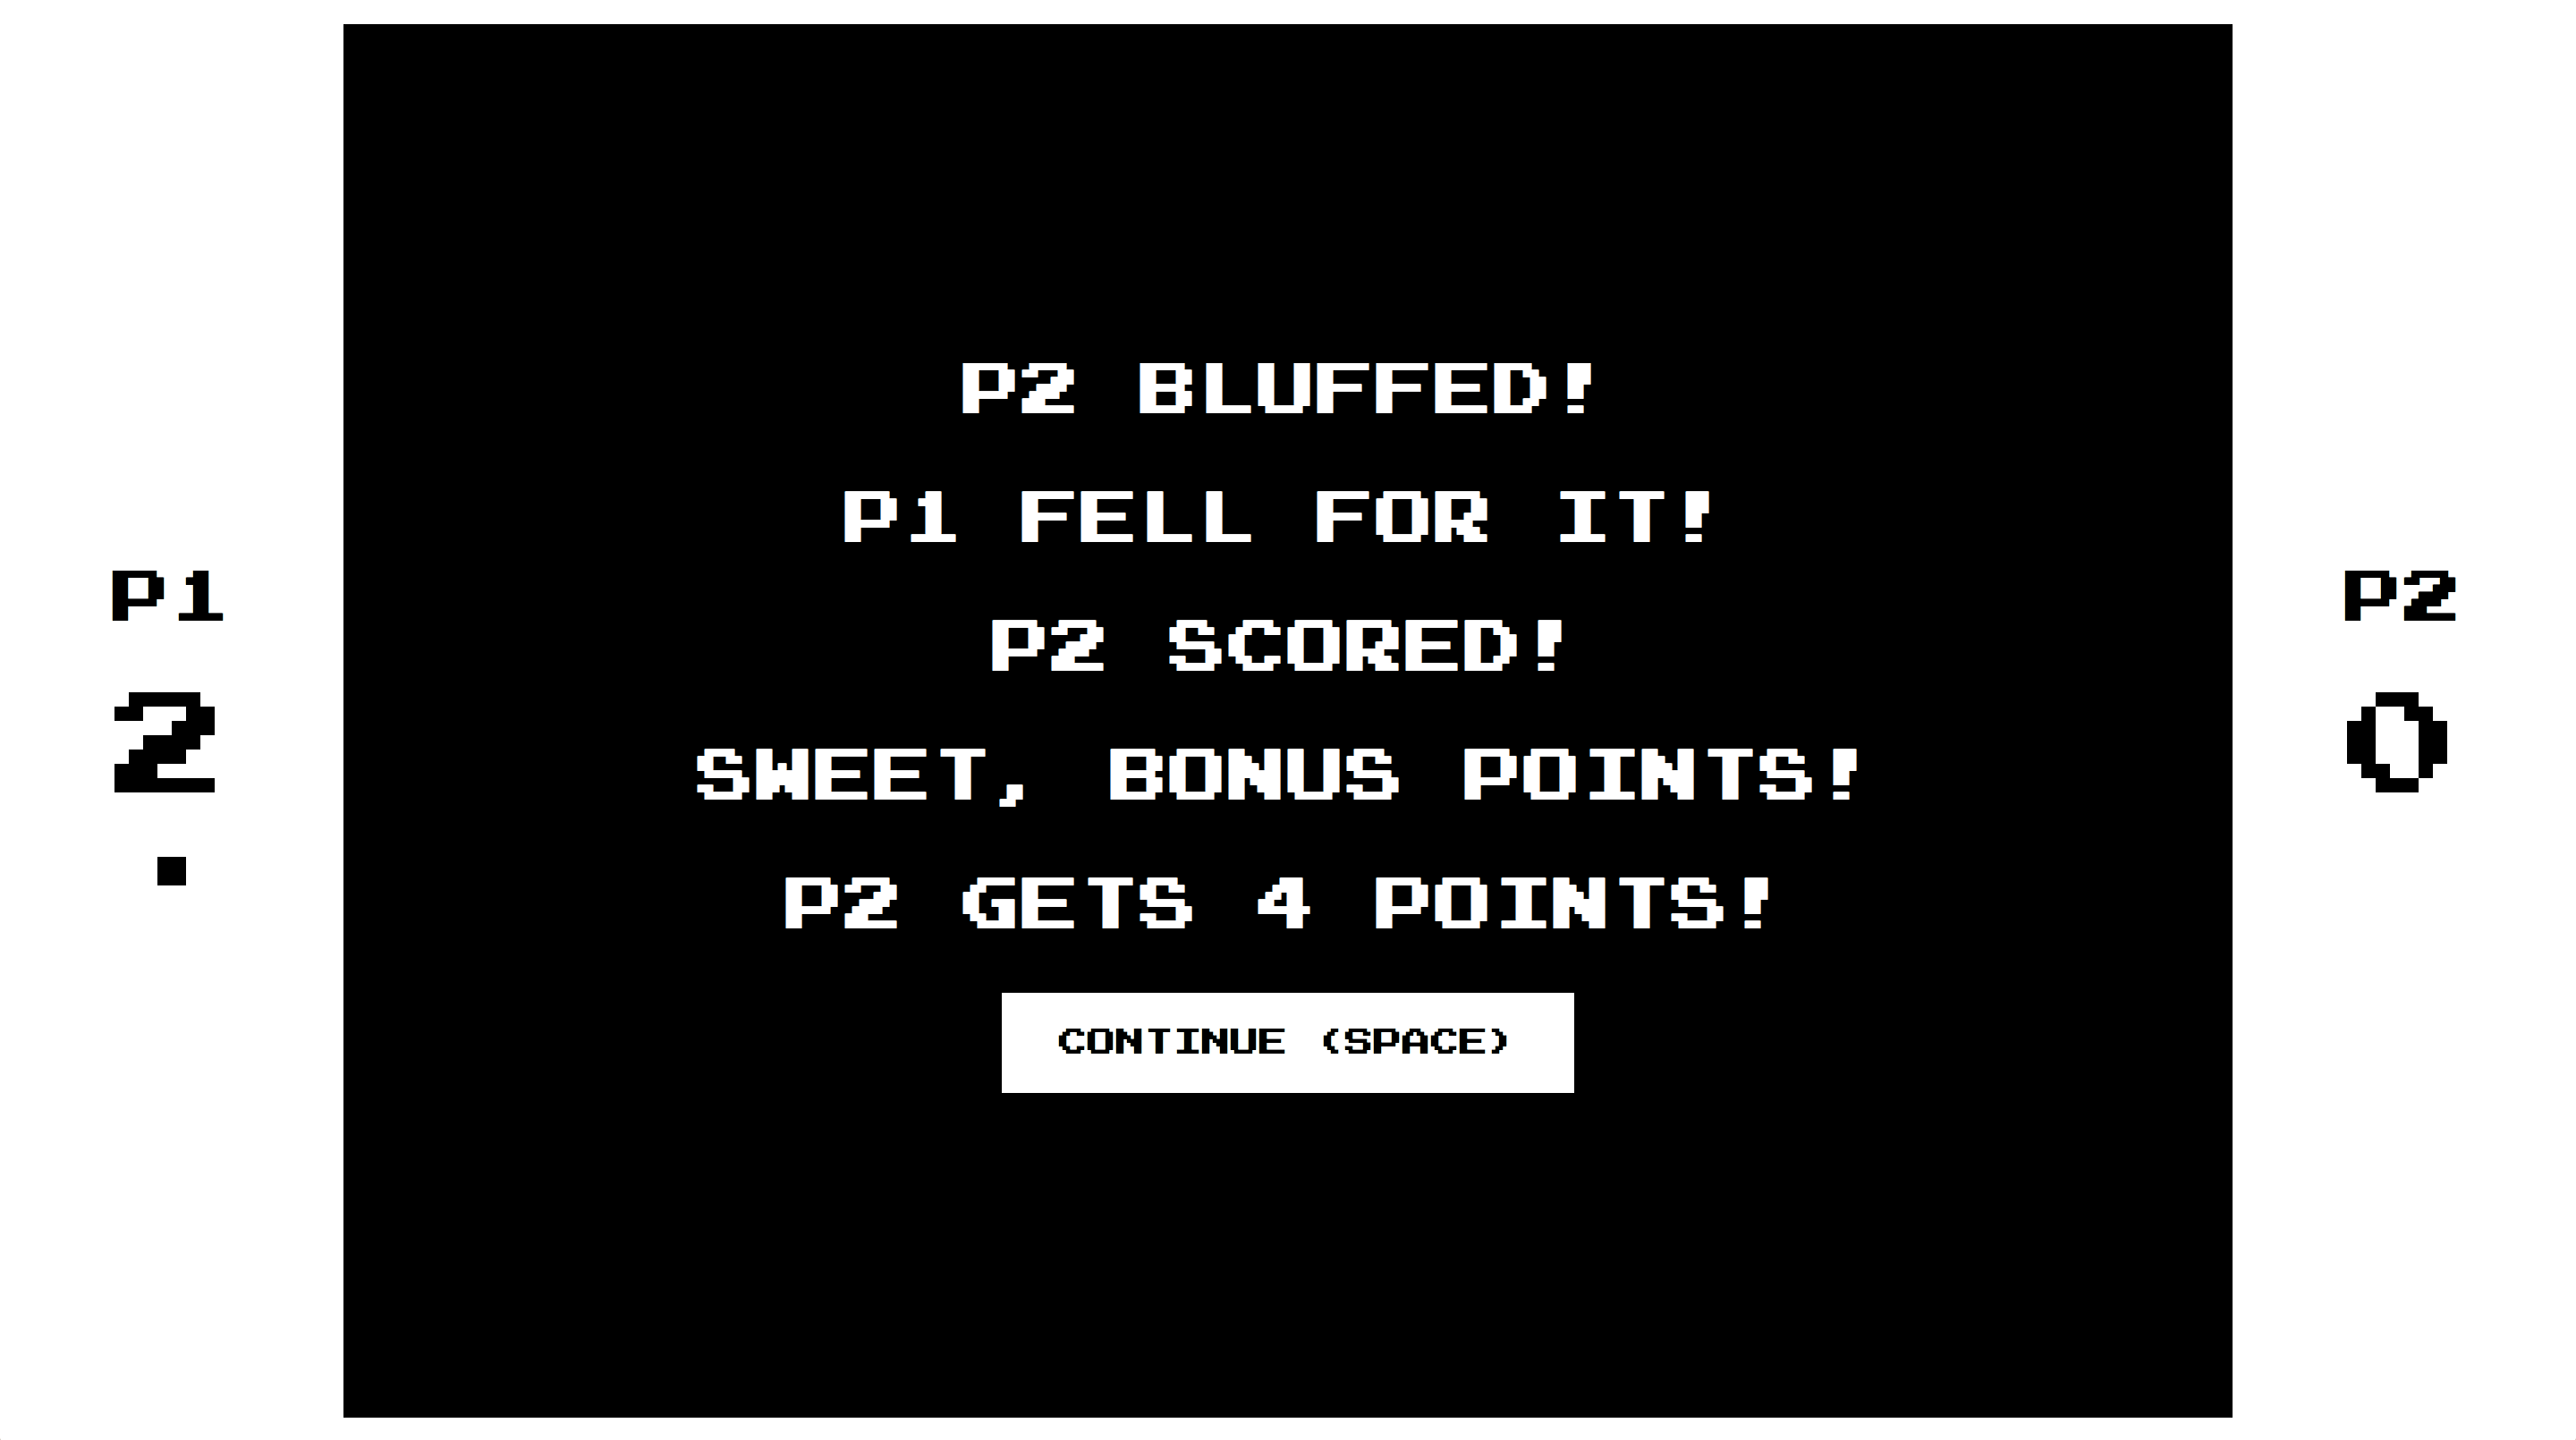 P2 BLUFFED!
P1 FELL FOR IT!
P2 SCORED!
SWEET, BONUS POINTS!
P2 GETS 4 POINTS!
CONTINUE (SPACE)
P1
2
.
P2
0